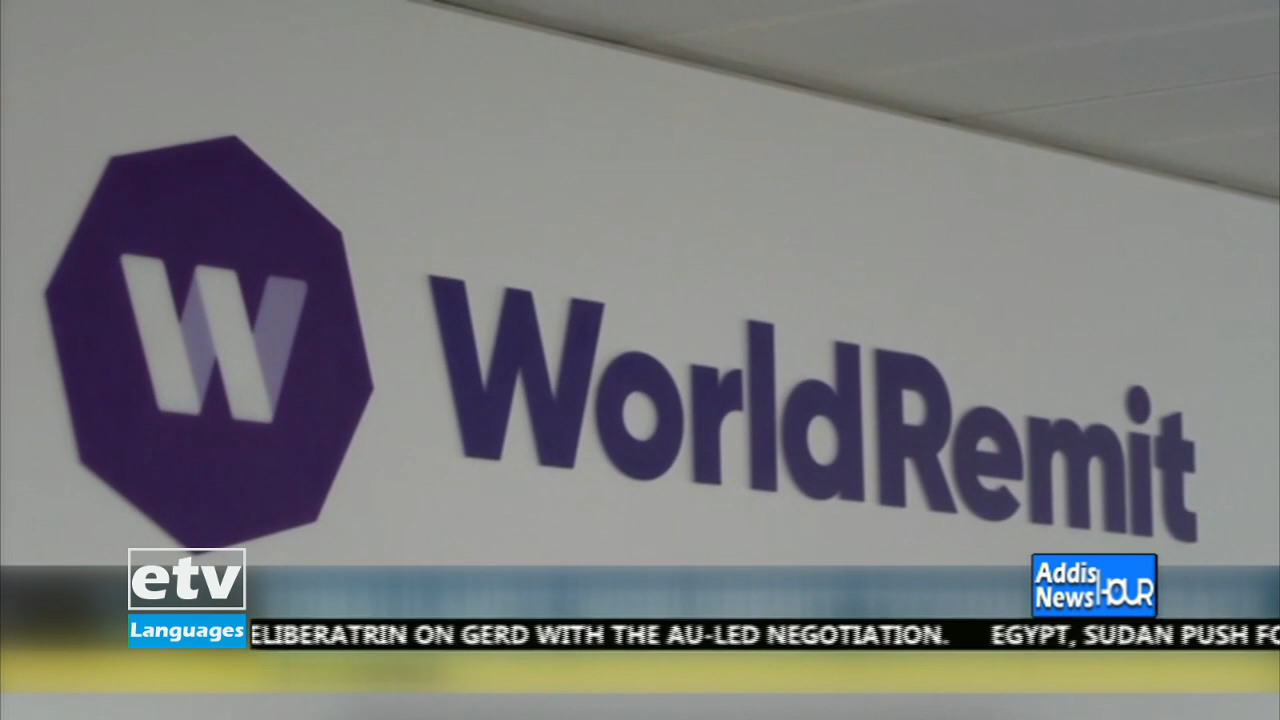 W
WorldRemit
etv
Languages
Addis
News HOUR
ELIBERATRIN ON GERD WITH THE AU-LED NEGOTIATION. EGYPT, SUDAN PUSH FO